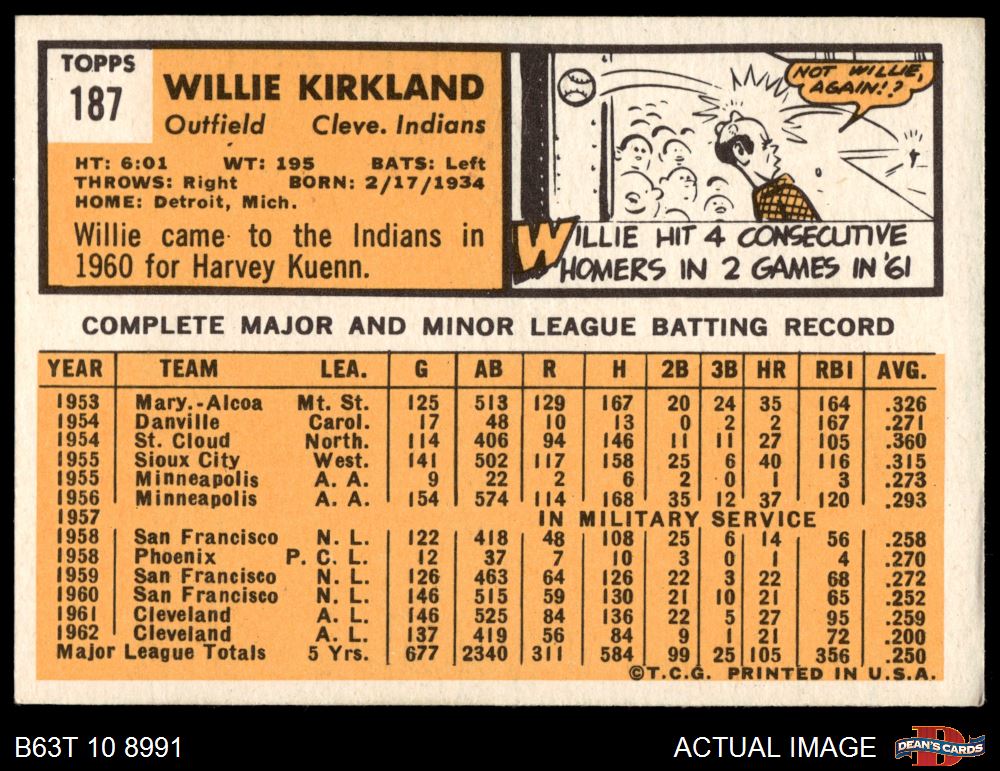 TOPPS
187
WILLIE KIRKLAND
Outfield Cleve. Indians
HT: 6:01 WT: 195 BATS: Left
THROWS: Right BORN: 2/17/1934
HOME: Detroit, Mich.
Willie came to the Indians in
1960 for Harvey Kuenn.
NOT WILLIE,
AGAIN!?
WILLIE HIT 4 CONSECUTIVE
HOMERS IN 2 GAMES IN '61
COMPLETE MAJOR AND MINOR LEAGUE BATTING RECORD
YEAR TEAM LEA. G AB R H 2B 3B HR RBI AVG.
1953 Mary.-Alcoa Mt. St. 125 513 129 167 20 24 35 164 .326
1954 Danville Carol. 17 48 10 13 0 2 2 167 .271
1954 St. Cloud North. 114 406 94 146 11 11 27 105 .360
1955 Sioux City West. 141 502 117 158 25 6 40 116 .315
1955 Minneapolis A. A. 9 22 2 6 2 0 1 3 .273
1956 Minneapolis A. A. 154 574 114 168 35 12 37 120 .293
1957 IN MILITARY SERVICE
1958 San Francisco N. L. 122 418 48 108 25 6 14 56 .258
1958 Phoenix P. C. L. 12 37 7 10 3 0 1 4 .270
1959 San Francisco N. L. 126 463 64 126 22 3 22 68 .272
1960 San Francisco N. L. 146 515 59 130 21 10 21 65 .252
1961 Cleveland A. L. 146 525 84 136 22 5 27 95 .259
1962 Cleveland A. L. 137 419 56 84 9 1 21 72 .200
Major League Totals 5 Yrs. 677 2340 311 584 99 25 105 356 .250
©T.C.G. PRINTED IN U.S.A.
B63T 10 8991 ACTUAL IMAGE
D
DEAN'S CARDS